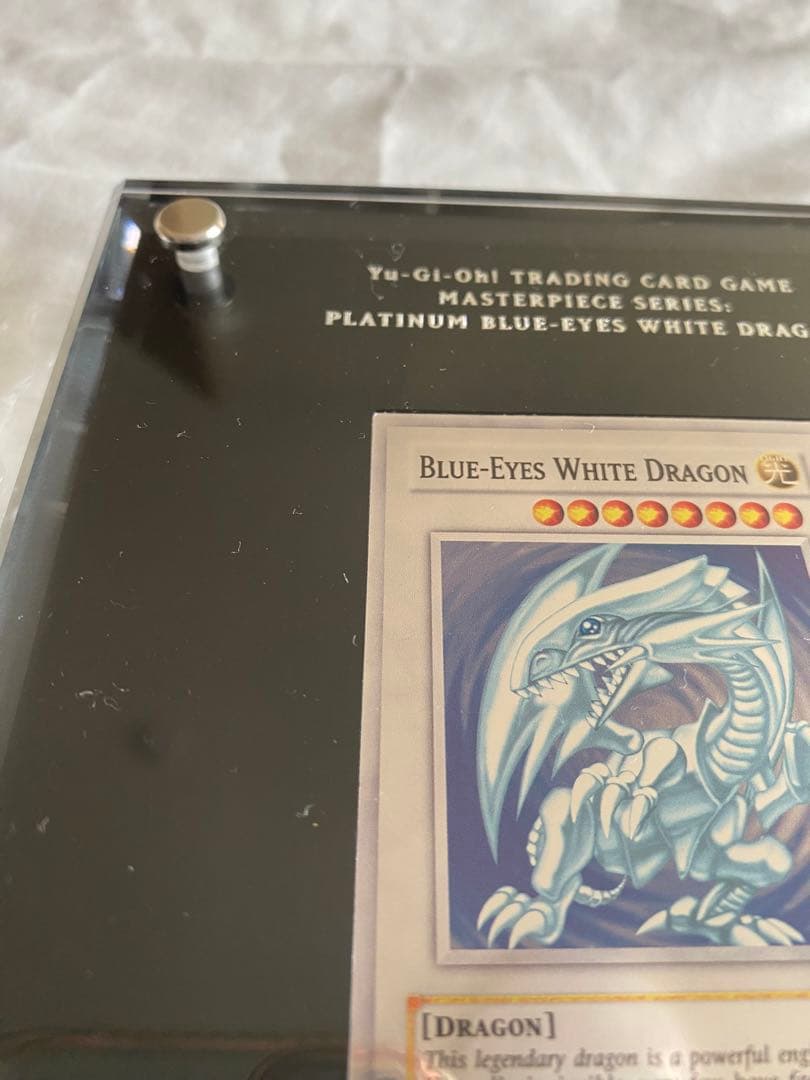 Yu-Gi-Oh! TRADING CARD GAME
MASTERPIECE SERIES:
PLATINUM BLUE-EYES WHITE DRAG
BLUE-EYES WHITE DRAGON
LIGHT
光
[DRAGON]
This legendary dragon is a powerful eng